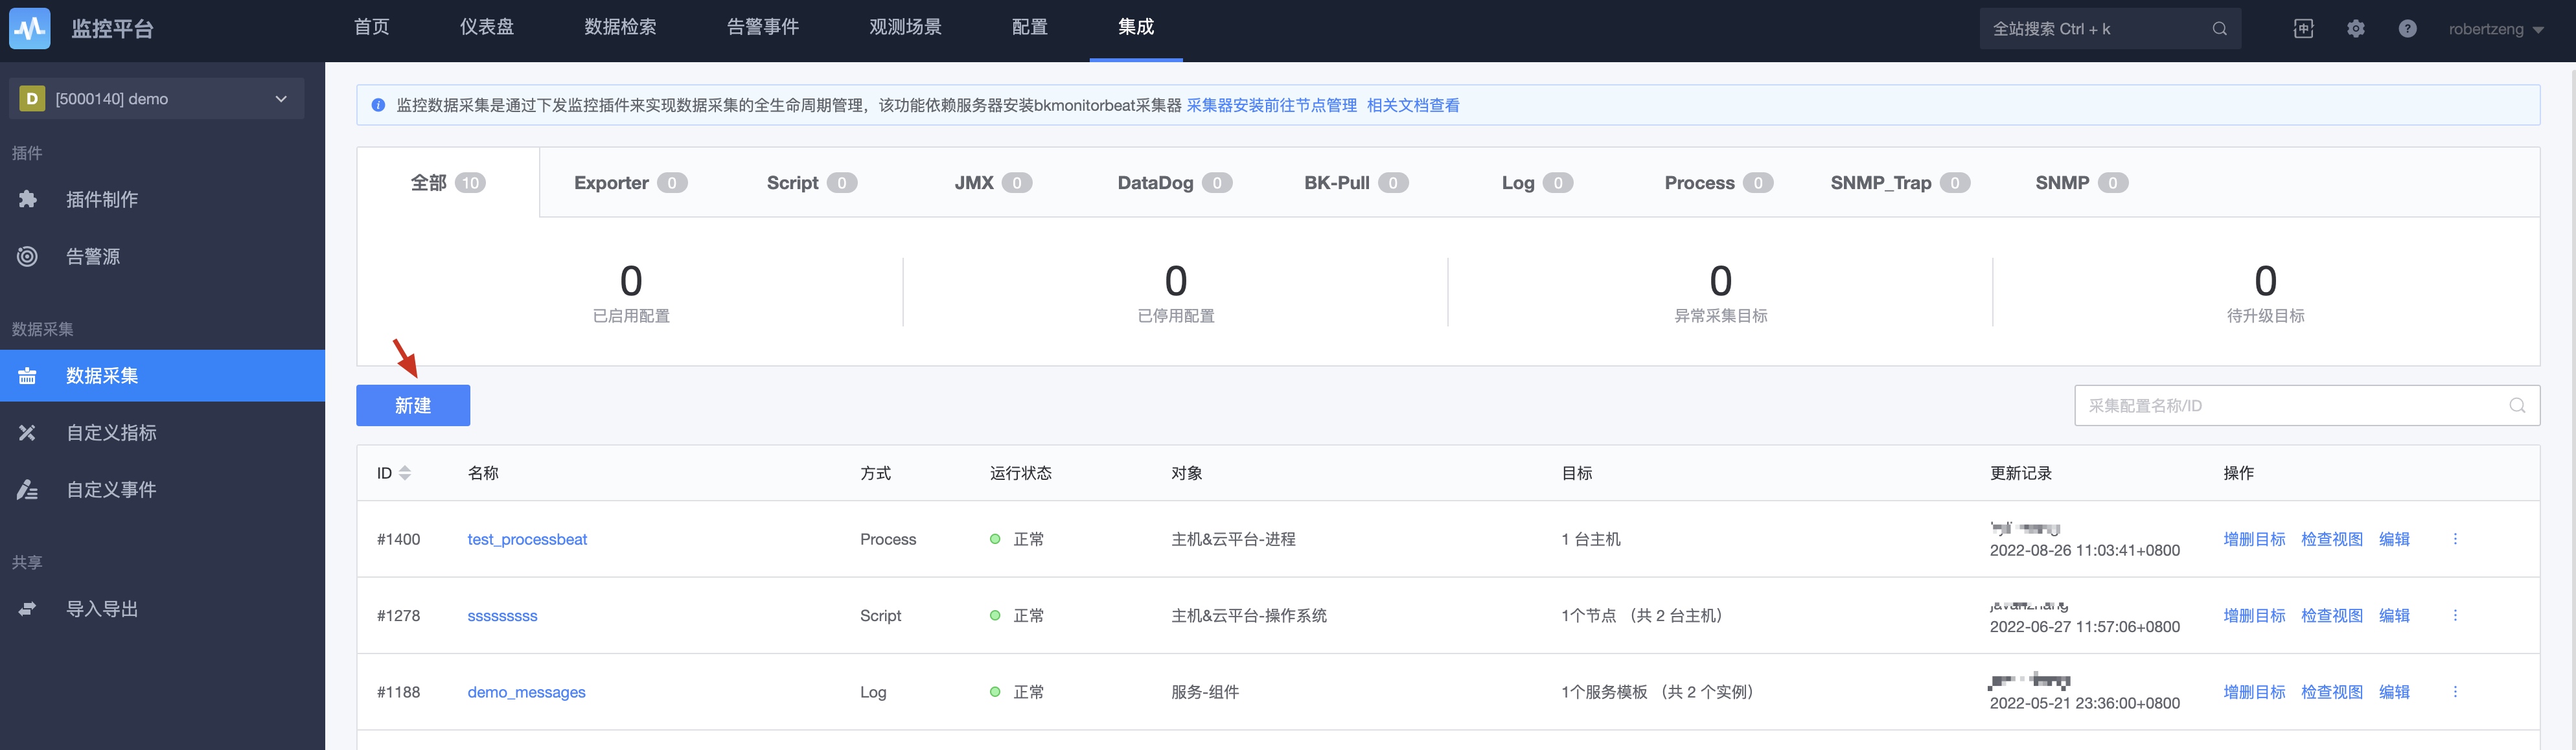 监控平台
首页 仪表盘 数据检索 告警事件 观测场景 配置 集成
全站搜索 Ctrl + k
中
?
robertzeng
D [5000140] demo
插件
插件制作
告警源
数据采集
数据采集
自定义指标
自定义事件
共享
导入导出
监控数据采集是通过下发监控插件来实现数据采集的全生命周期管理，该功能依赖服务器安装bkmonitorbeat采集器 采集器安装前往节点管理 相关文档查看
全部 10 Exporter 0 Script 0 JMX 0 DataDog 0 BK-Pull 0 Log 0 Process 0 SNMP_Trap 0 SNMP 0
0 0 0 0
已启用配置 已停用配置 异常采集目标 待升级目标
新建
采集配置名称/ID
ID 名称 方式 运行状态 对象 目标 更新记录 操作
#1400 test_processbeat Process 正常 主机&云平台-进程 1 台主机 2022-08-26 11:03:41+0800 增删目标 检查视图 编辑
#1278 sssssssss Script 正常 主机&云平台-操作系统 1个节点 （共 2 台主机） 2022-06-27 11:57:06+0800 增删目标 检查视图 编辑
#1188 demo_messages Log 正常 服务-组件 1个服务模板 （共 2 个实例） 2022-05-21 23:36:00+0800 增删目标 检查视图 编辑